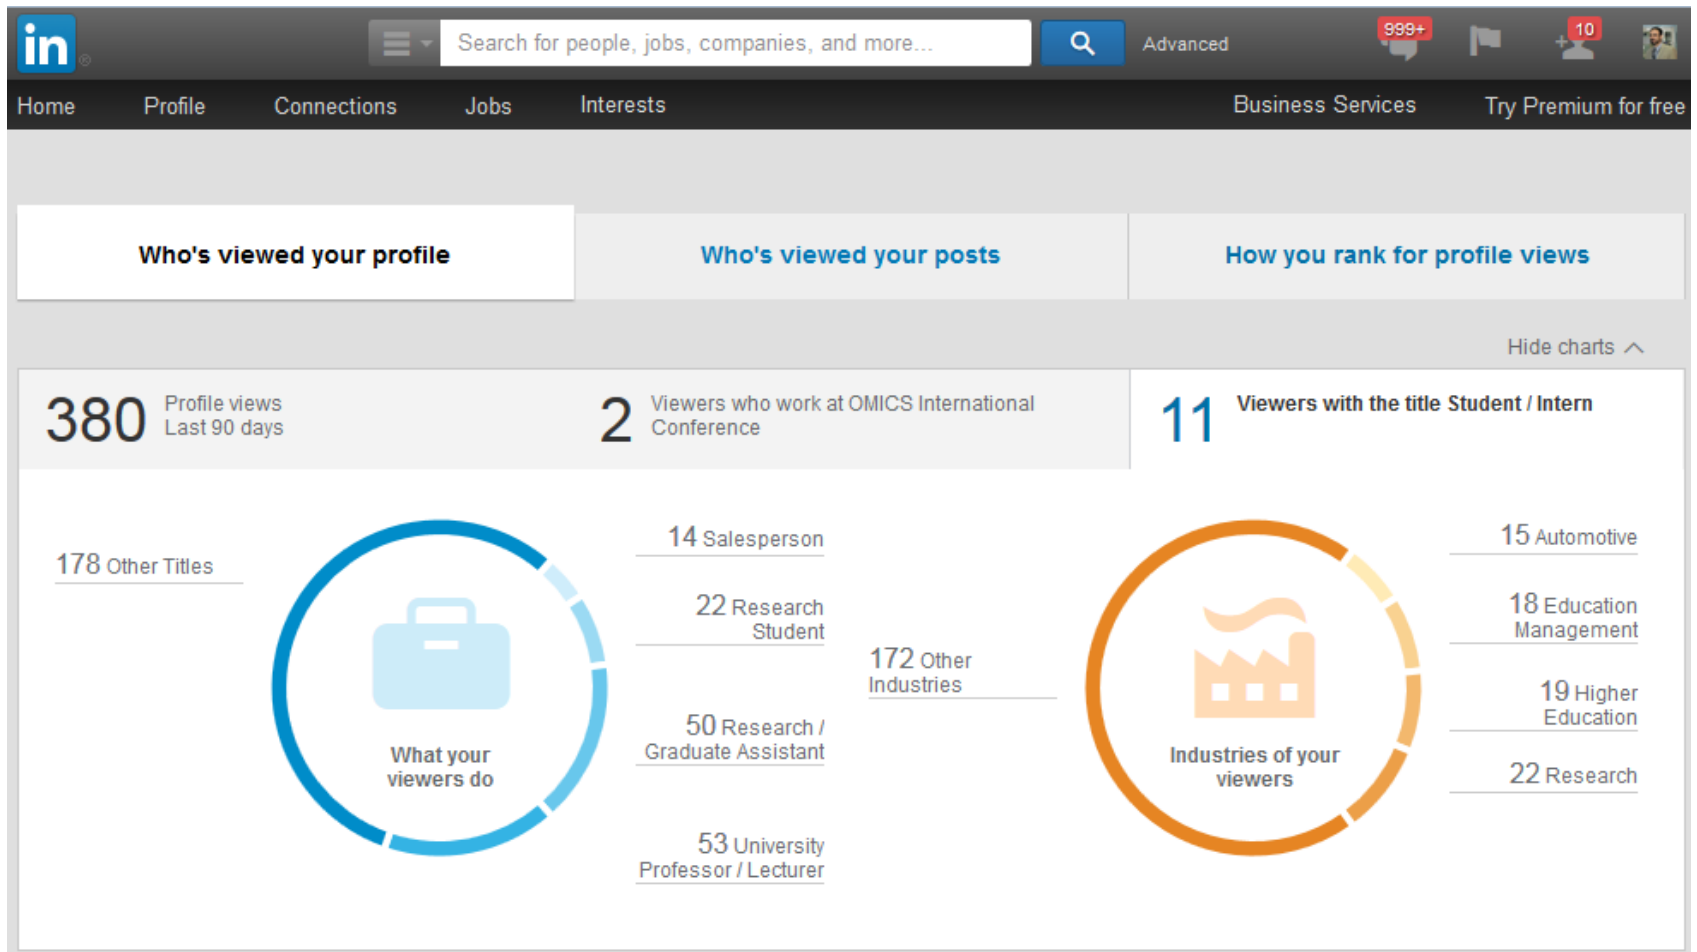 in
Search for people, jobs, companies, and more...
Advanced
999+
10
Home
Profile
Connections
Jobs
Interests
Business Services
Try Premium for free
Who's viewed your profile
Who's viewed your posts
How you rank for profile views
Hide charts
380 Profile views
Last 90 days
2 Viewers who work at OMICS International
Conference
11 Viewers with the title Student / Intern
178 Other Titles
What your
viewers do
14 Salesperson
22 Research
Student
50 Research /
Graduate Assistant
53 University
Professor / Lecturer
172 Other
Industries
Industries of your
viewers
15 Automotive
18 Education
Management
19 Higher
Education
22 Research